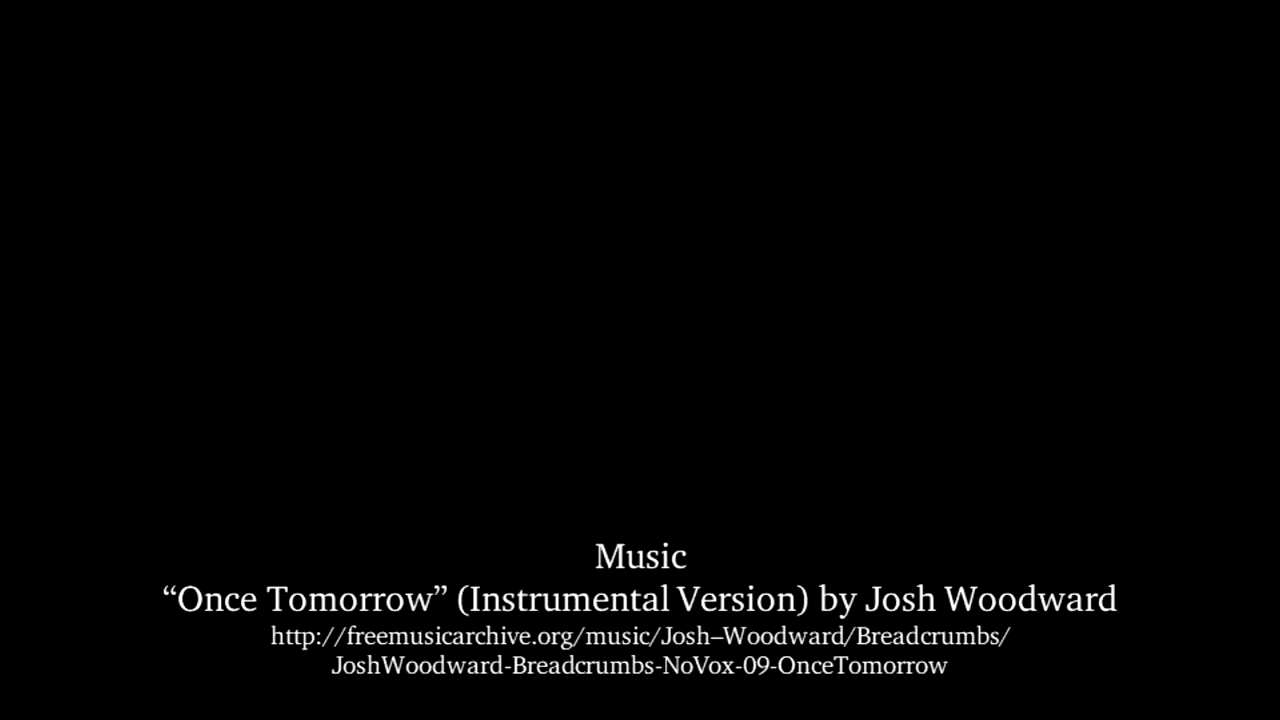 Music
“Once Tomorrow” (Instrumental Version) by Josh Woodward
http://freemusicarchive.org/music/Josh–Woodward/Breadcrumbs/
JoshWoodward-Breadcrumbs-NoVox-09-OnceTomorrow